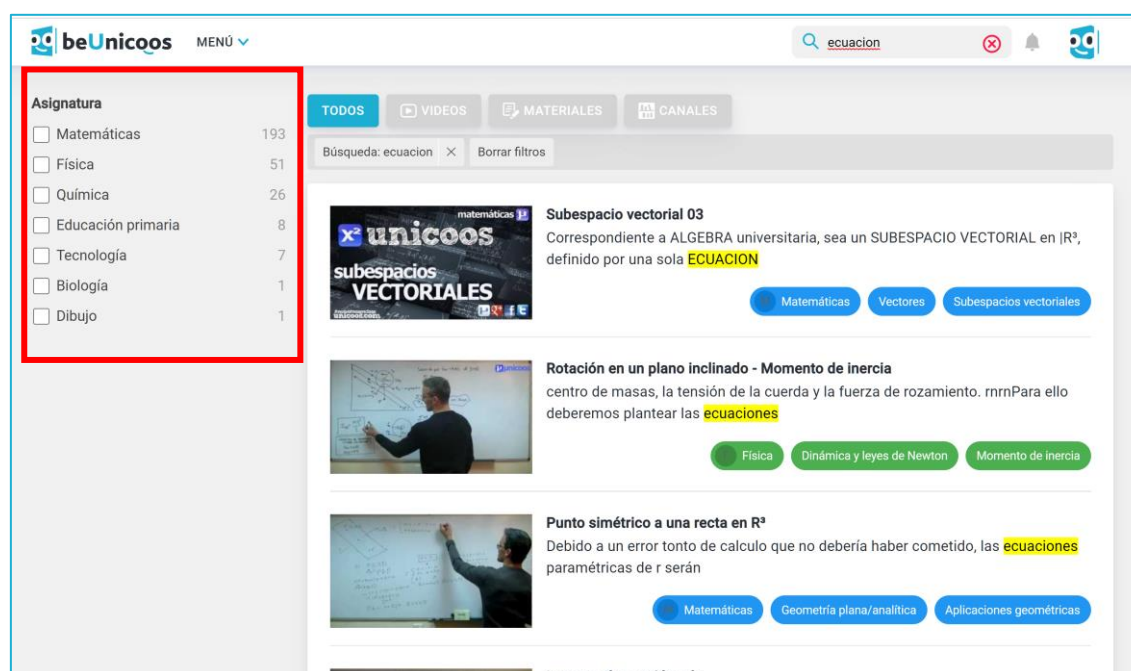 beUnicoos MENÚ
ecuacion
Asignatura
Matemáticas 193
Física 51
Química 26
Educación primaria 8
Tecnología 7
Biología 1
Dibujo 1
TODOS VIDEOS MATERIALES CANALES
Búsqueda: ecuacion × Borrar filtros
matemáticas
x² unicoos
subespacios
VECTORIALES
Subespacio vectorial 03
Correspondiente a ALGEBRA universitaria, sea un SUBESPACIO VECTORIAL en |R³,
definido por una sola ECUACION
Matemáticas Vectores Subespacios vectoriales
unicoos
Rotación en un plano inclinado - Momento de inercia
centro de masas, la tensión de la cuerda y la fuerza de rozamiento. rnrnPara ello
deberemos plantear las ecuaciones
Física Dinámica y leyes de Newton Momento de inercia
Punto simétrico a una recta en R³
Debido a un error tonto de calculo que no debería haber cometido, las ecuaciones
paramétricas de r serán
Matemáticas Geometría plana/analítica Aplicaciones geométricas